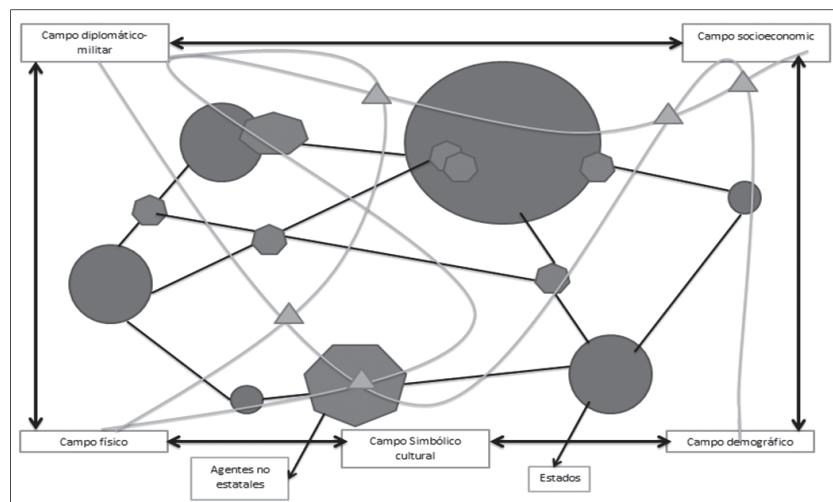 Campo diplomático-
militar
Campo socioeconomic
Campo físico
Campo Simbólico
cultural
Campo demográfico
Agentes no
estatales
Estados